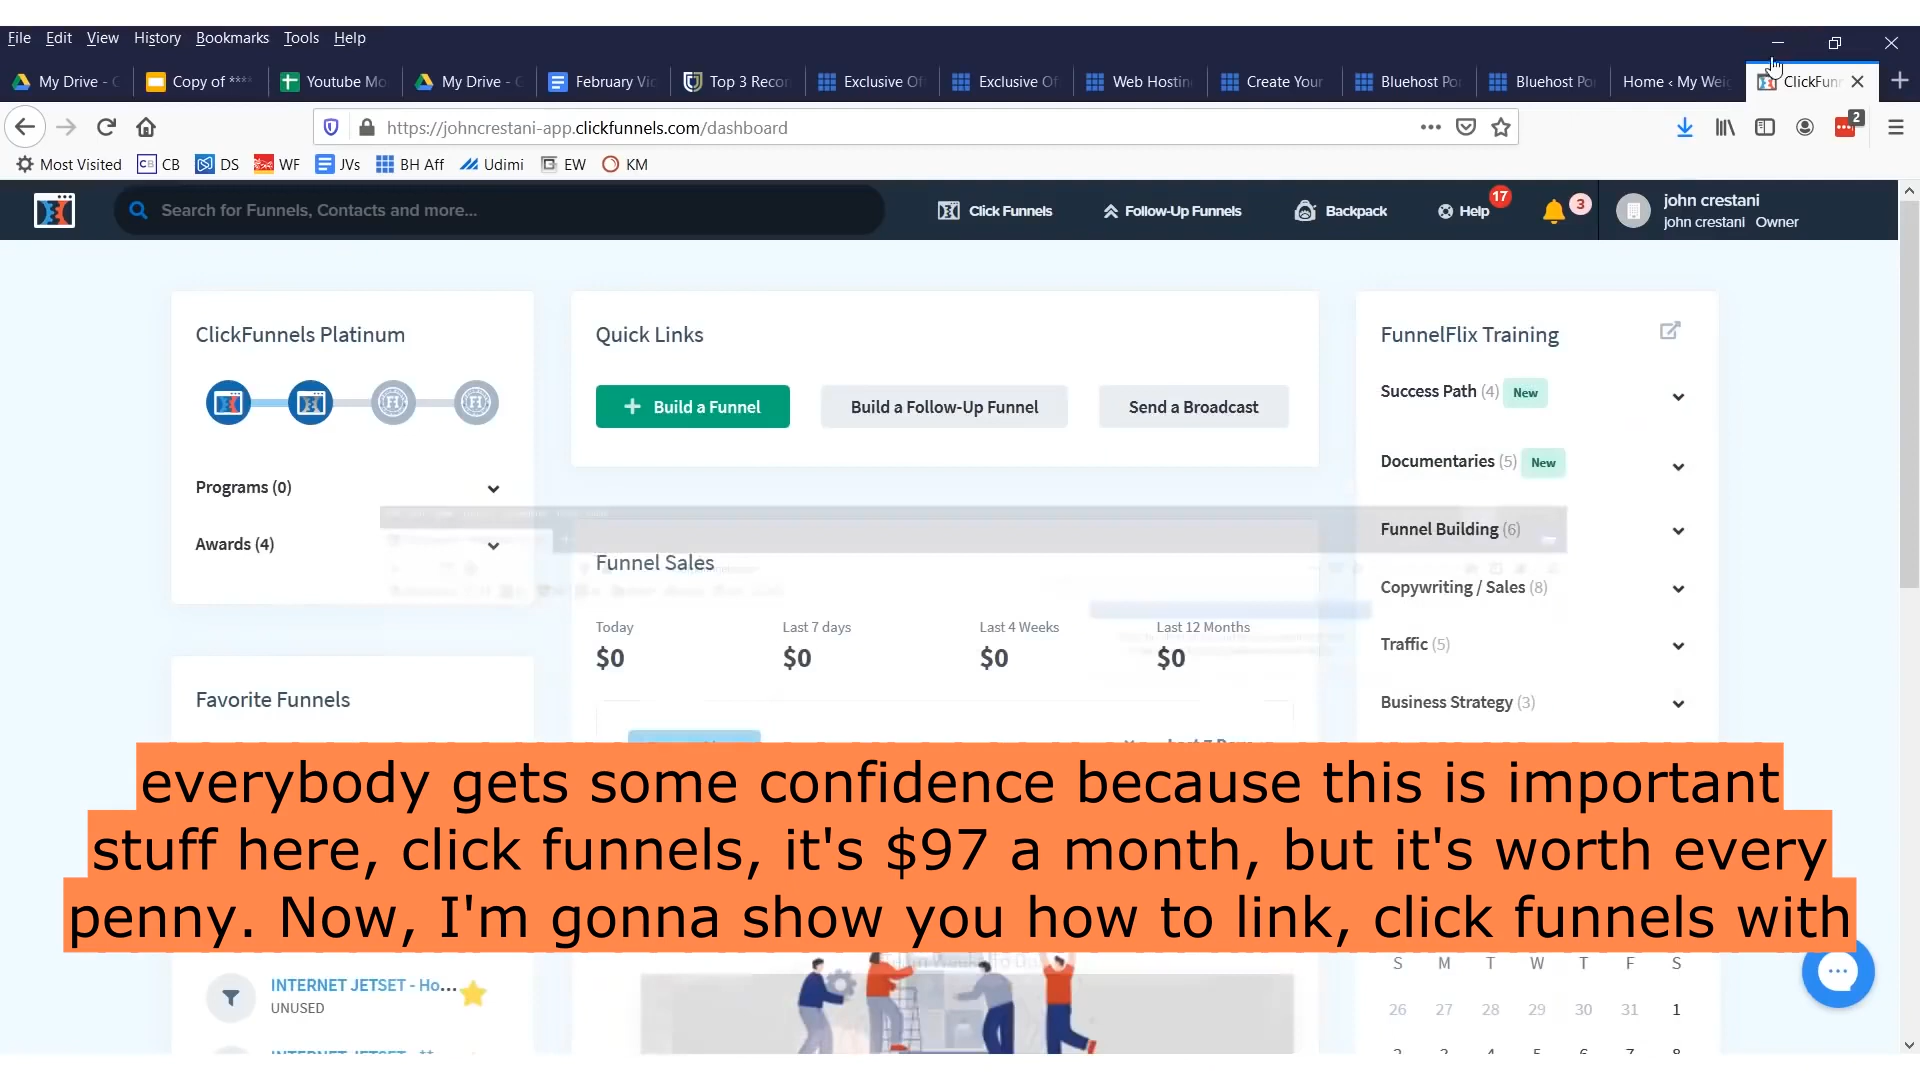 File Edit View History Bookmarks Tools Help
My Drive - G Copy of **** Youtube Mo My Drive - G February Vi Top 3 Recor Exclusive Of Exclusive Of Web Hostin Create Your Bluehost Po Bluehost Po Home ‹ My Wei ClickFunn
https://johncrestani-app.clickfunnels.com/dashboard
2
Most Visited CB CB DS WF JVs BH Aff Udimi EW KM
Search for Funnels, Contacts and more...
Click Funnels Follow-Up Funnels Backpack Help 17 3
john crestani
john crestani Owner
ClickFunnels Platinum
Programs (0)
Awards (4)
Favorite Funnels
Quick Links
+ Build a Funnel Build a Follow-Up Funnel Send a Broadcast
Funnel Sales
Today Last 7 days Last 4 Weeks Last 12 Months
$0 $0 $0 $0
FunnelFlix Training
Success Path (4) New
Documentaries (5) New
Funnel Building (6)
Copywriting / Sales (8)
Traffic (5)
Business Strategy (3)
everybody gets some confidence because this is important
stuff here, click funnels, it's $97 a month, but it's worth every
penny. Now, I'm gonna show you how to link, click funnels with
INTERNET JETSET - Ho...
UNUSED
S M T W T F S
26 27 28 29 30 31 1